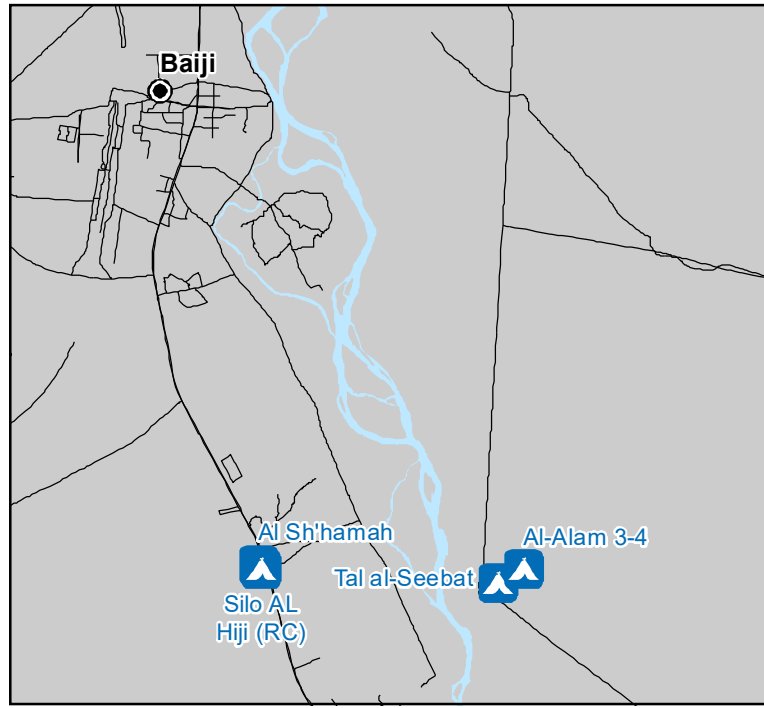 Baiji
Al Sh'hamah
Al-Alam 3-4
Tal al-Seebat
Silo AL
Hiji (RC)